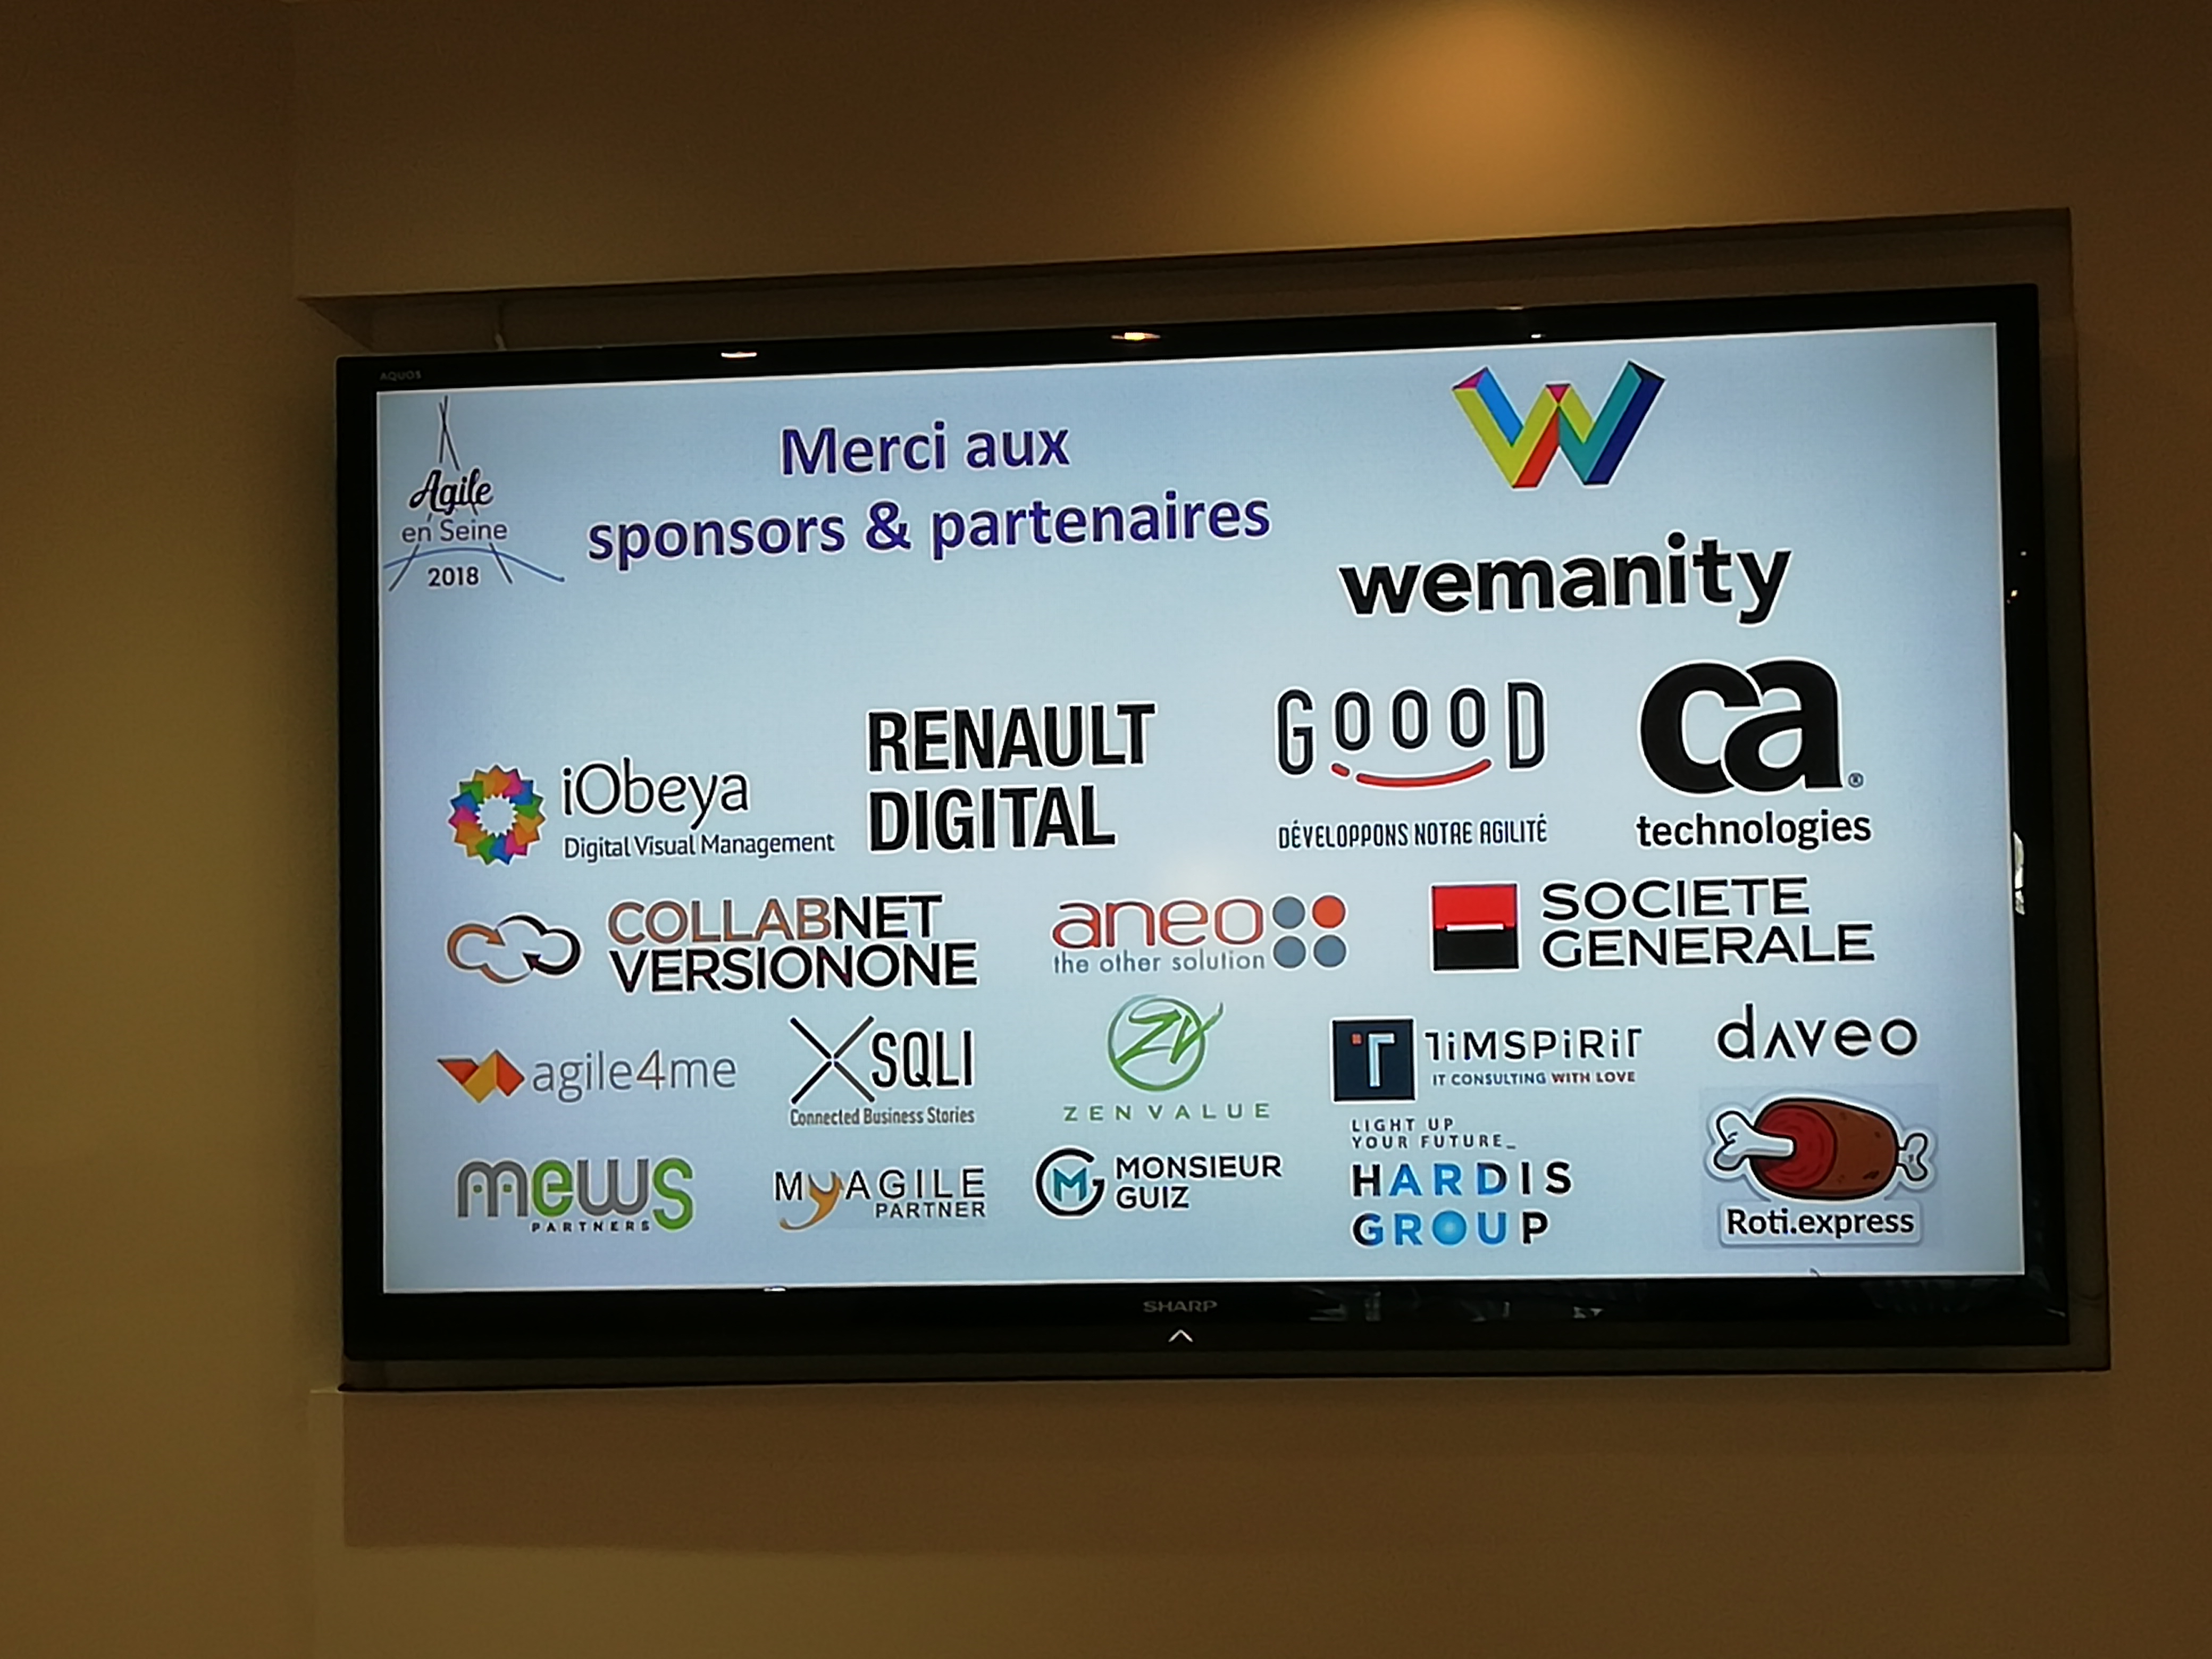 AQUOS
Agile
en Seine
2018
Merci aux
sponsors & partenaires
wemanity
iObeya
Digital Visual Management
RENAULT
DIGITAL
GOOOD
DÉVELOPPONS NOTRE AGILITÉ
ca®
technologies
COLLABNET
VERSIONONE
aneo
the other solution
SOCIETE
GENERALE
agile4me
SQLI
Connected Business Stories
ZV
ZENVALUE
T
TiMSPiRiT
IT CONSULTING WITH LOVE
daveo
mews
PARTNERS
MyAGILE
PARTNER
MONSIEUR
GUIZ
LIGHT UP
YOUR FUTURE_
HARDIS
GROUP
Roti.express
SHARP